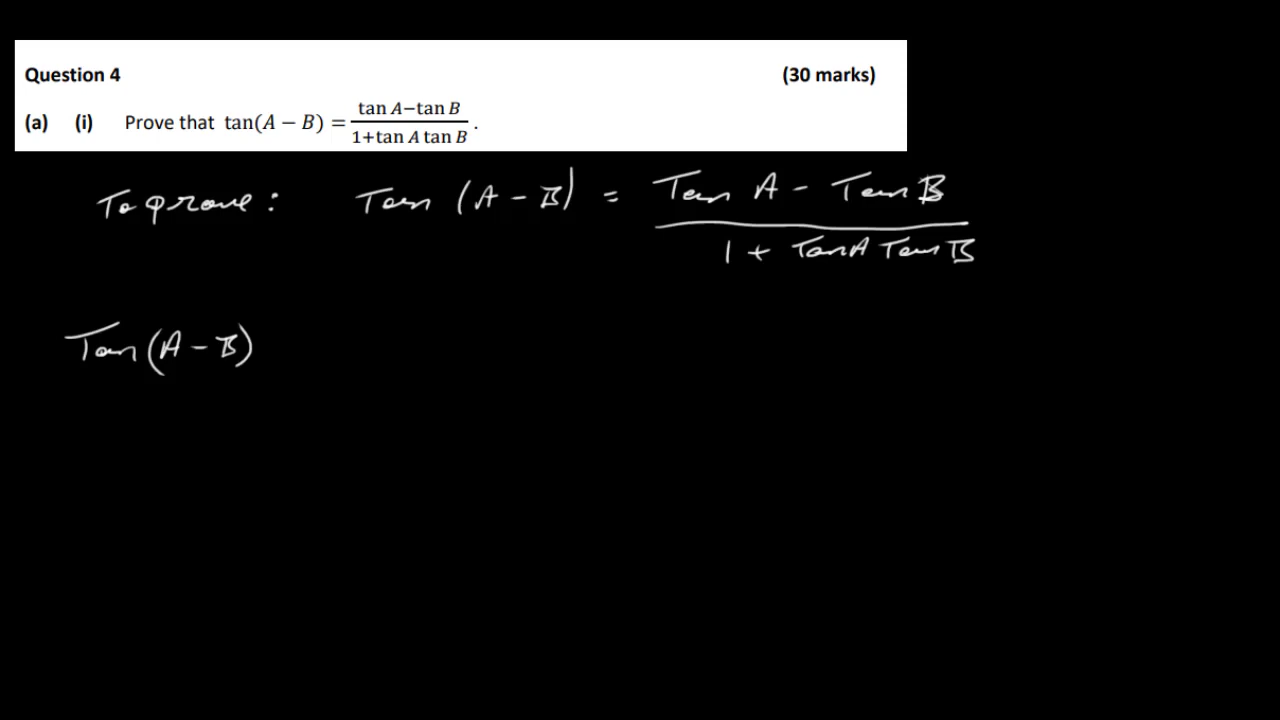 Question 4 (30 marks)
(a) (i) Prove that tan(A − B) = (tan A−tan B)/(1+tan A tan B) .
To prove : Tan (A - B) = (Tan A - Tan B)/(1 + Tan A Tan B)
Tan (A - B)